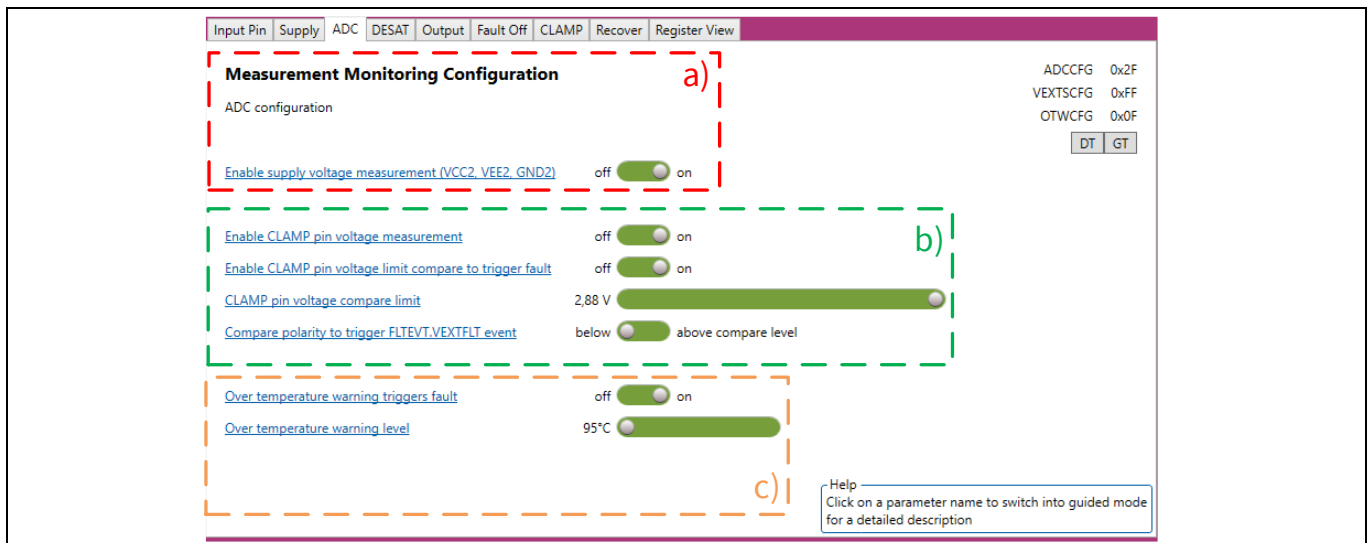 Input Pin Supply ADC DESAT Output Fault Off CLAMP Recover Register View
Measurement Monitoring Configuration
a)
ADCCFG 0x2F
VEXTSCFG 0xFF
ADC configuration
OTWCFG 0x0F
DT GT
Enable supply voltage measurement (VCC2, VEE2, GND2) off on
Enable CLAMP pin voltage measurement off on
b)
Enable CLAMP pin voltage limit compare to trigger fault off on
CLAMP pin voltage compare limit 2,88 V
Compare polarity to trigger FLTEVT.VEXTFLT event below above compare level
Over temperature warning triggers fault off on
Over temperature warning level 95°C
c)
Help
Click on a parameter name to switch into guided mode
for a detailed description